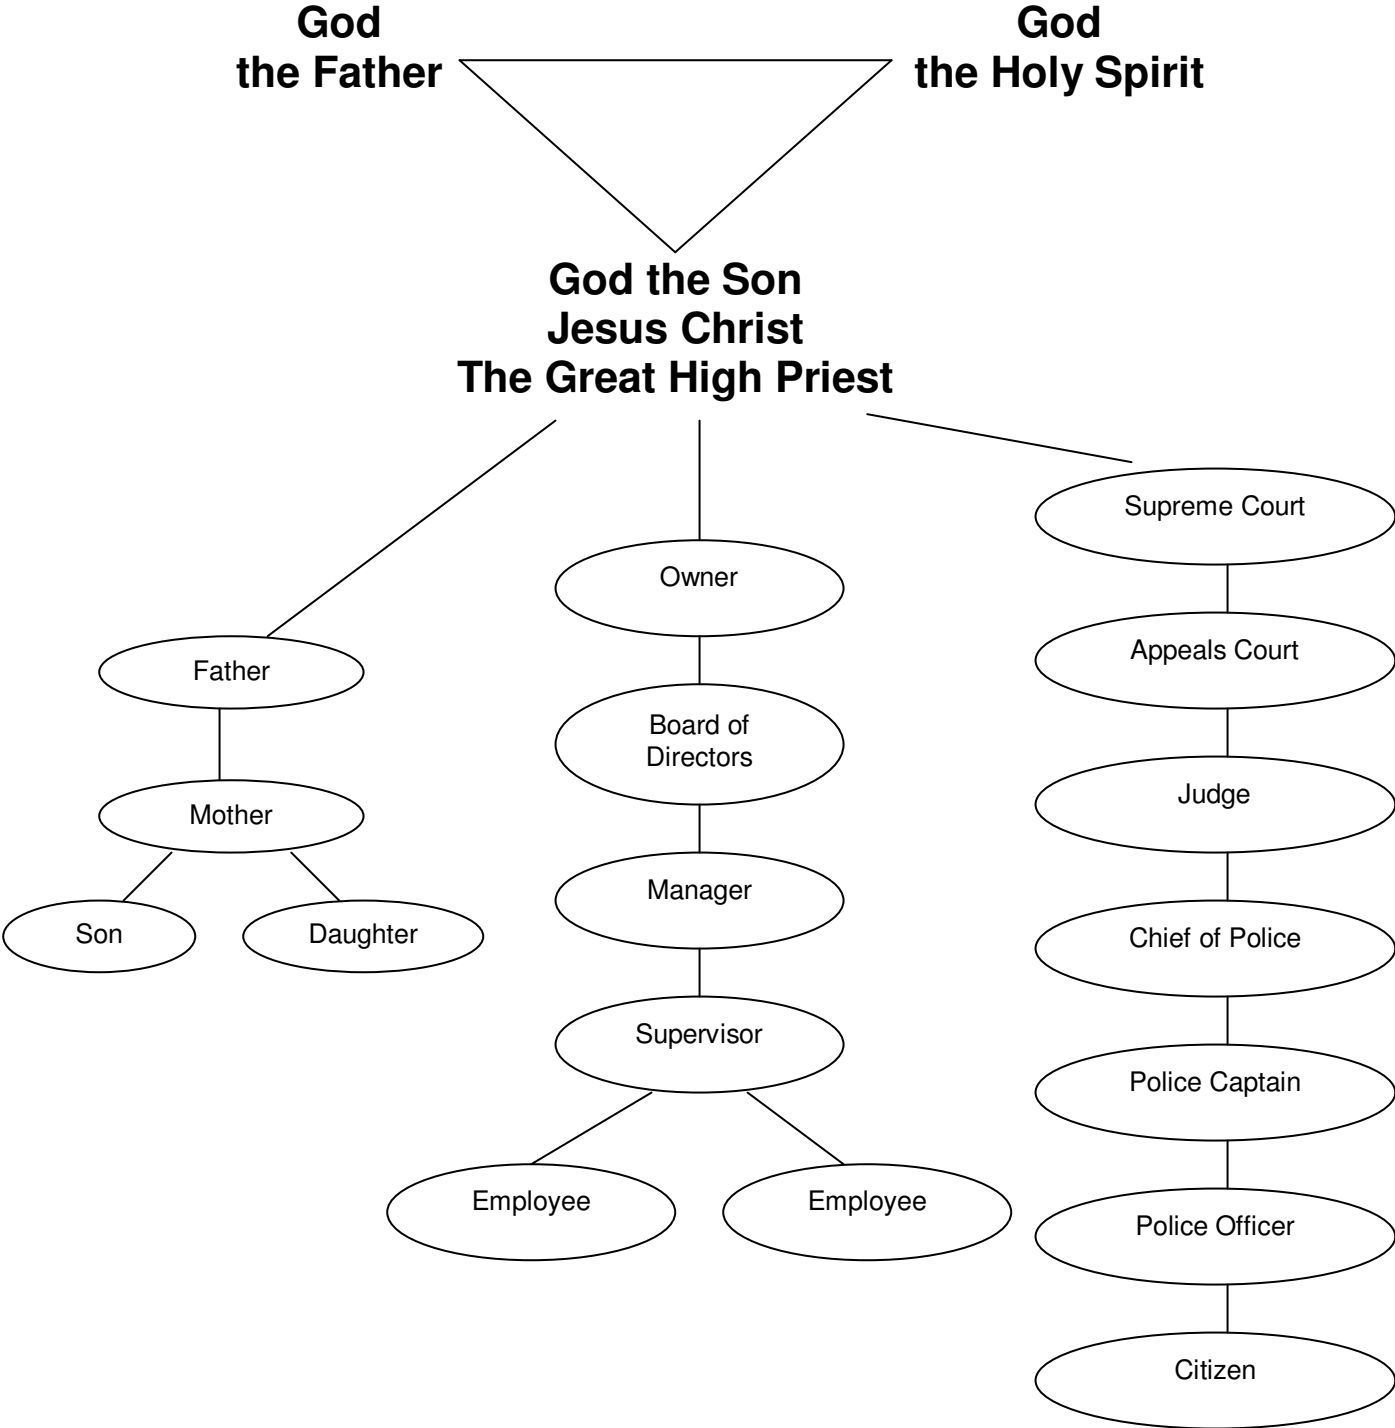 God
the Father
God
the Holy Spirit
God the Son
Jesus Christ
The Great High Priest
Father
Mother
Son
Daughter
Owner
Board of
Directors
Manager
Supervisor
Employee
Employee
Supreme Court
Appeals Court
Judge
Chief of Police
Police Captain
Police Officer
Citizen